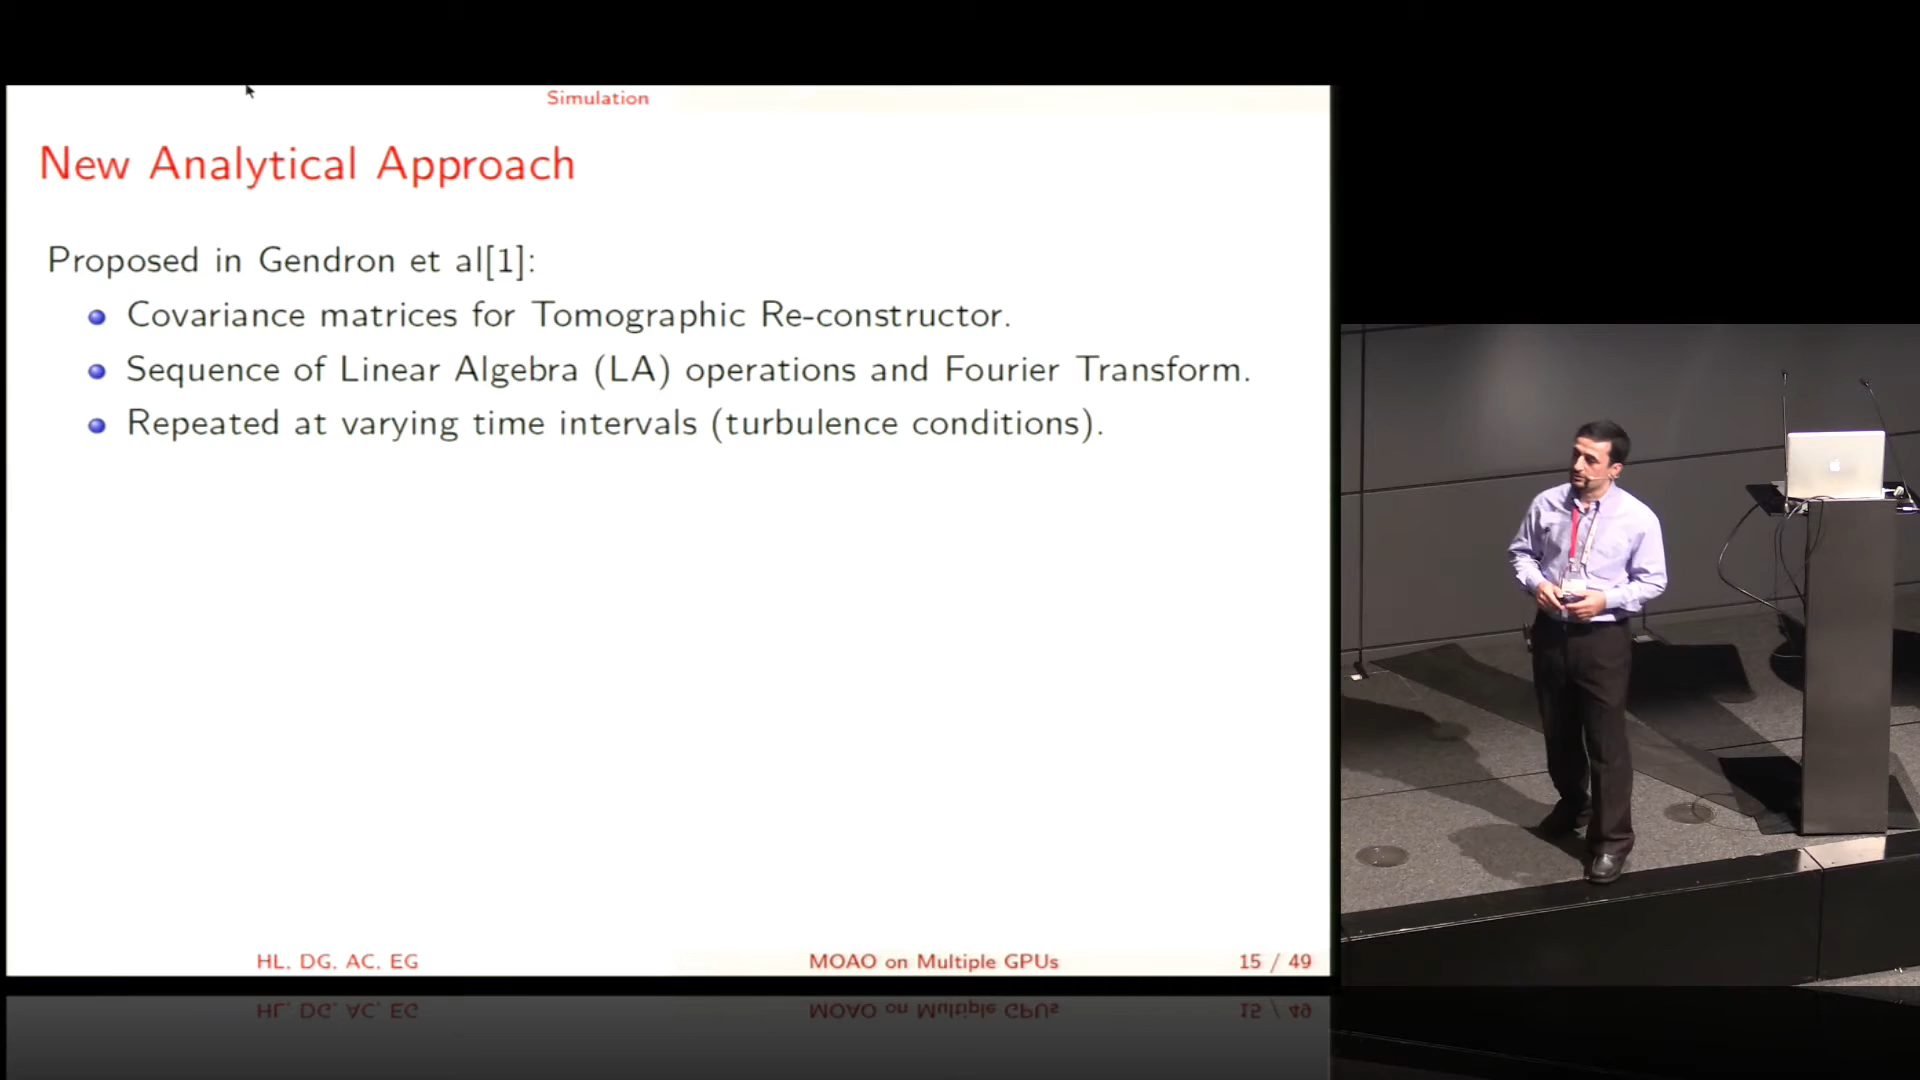 Simulation
New Analytical Approach
Proposed in Gendron et al[1]:
Covariance matrices for Tomographic Re-constructor.
Sequence of Linear Algebra (LA) operations and Fourier Transform.
Repeated at varying time intervals (turbulence conditions).
HL, DG, AC, EG MOAO on Multiple GPUs 15 / 49